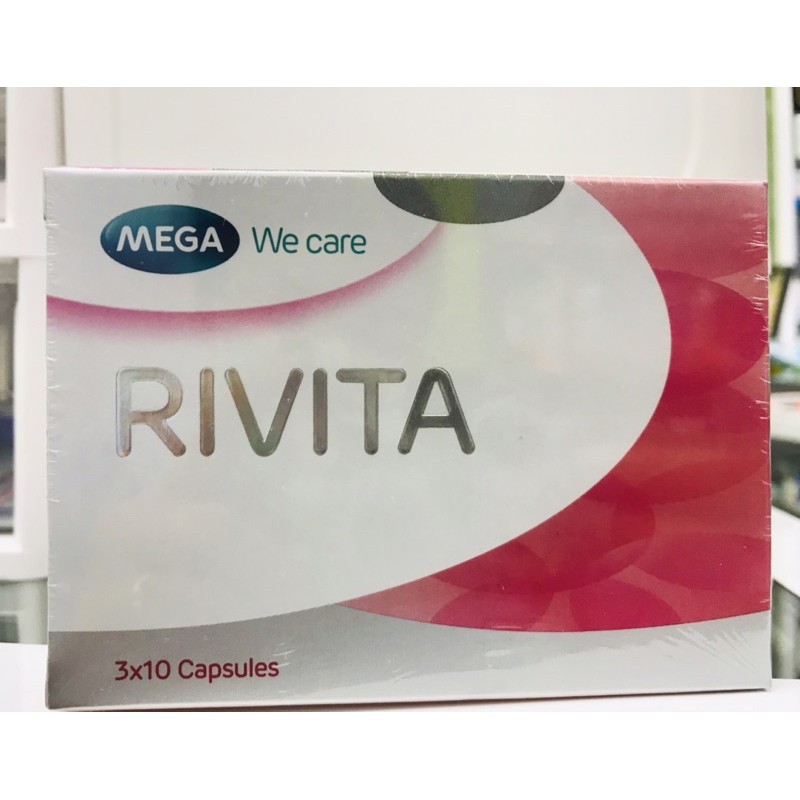 MEGA We care
RIVITA
3x10 Capsules